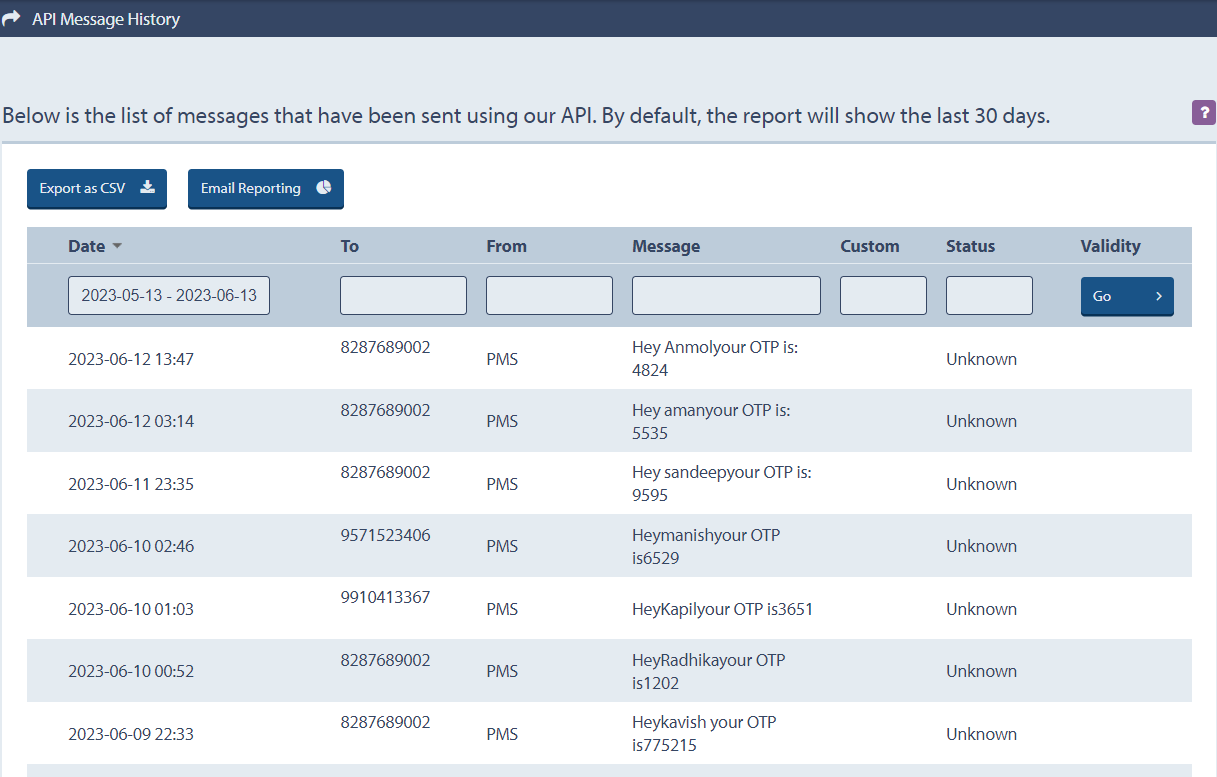 API Message History
Below is the list of messages that have been sent using our API. By default, the report will show the last 30 days.
?
Export as CSV
Email Reporting
Date To From Message Custom Status Validity
2023-05-13 - 2023-06-13 Go
2023-06-12 13:47 8287689002 PMS Hey Anmolyour OTP is: Unknown
4824
2023-06-12 03:14 8287689002 PMS Hey amanyour OTP is: Unknown
5535
2023-06-11 23:35 8287689002 PMS Hey sandeepyour OTP is: Unknown
9595
2023-06-10 02:46 9571523406 PMS Heymanishyour OTP Unknown
is6529
2023-06-10 01:03 9910413367 PMS HeyKapilyour OTP is3651 Unknown
2023-06-10 00:52 8287689002 PMS HeyRadhikayour OTP Unknown
is1202
2023-06-09 22:33 8287689002 PMS Heykavish your OTP Unknown
is775215